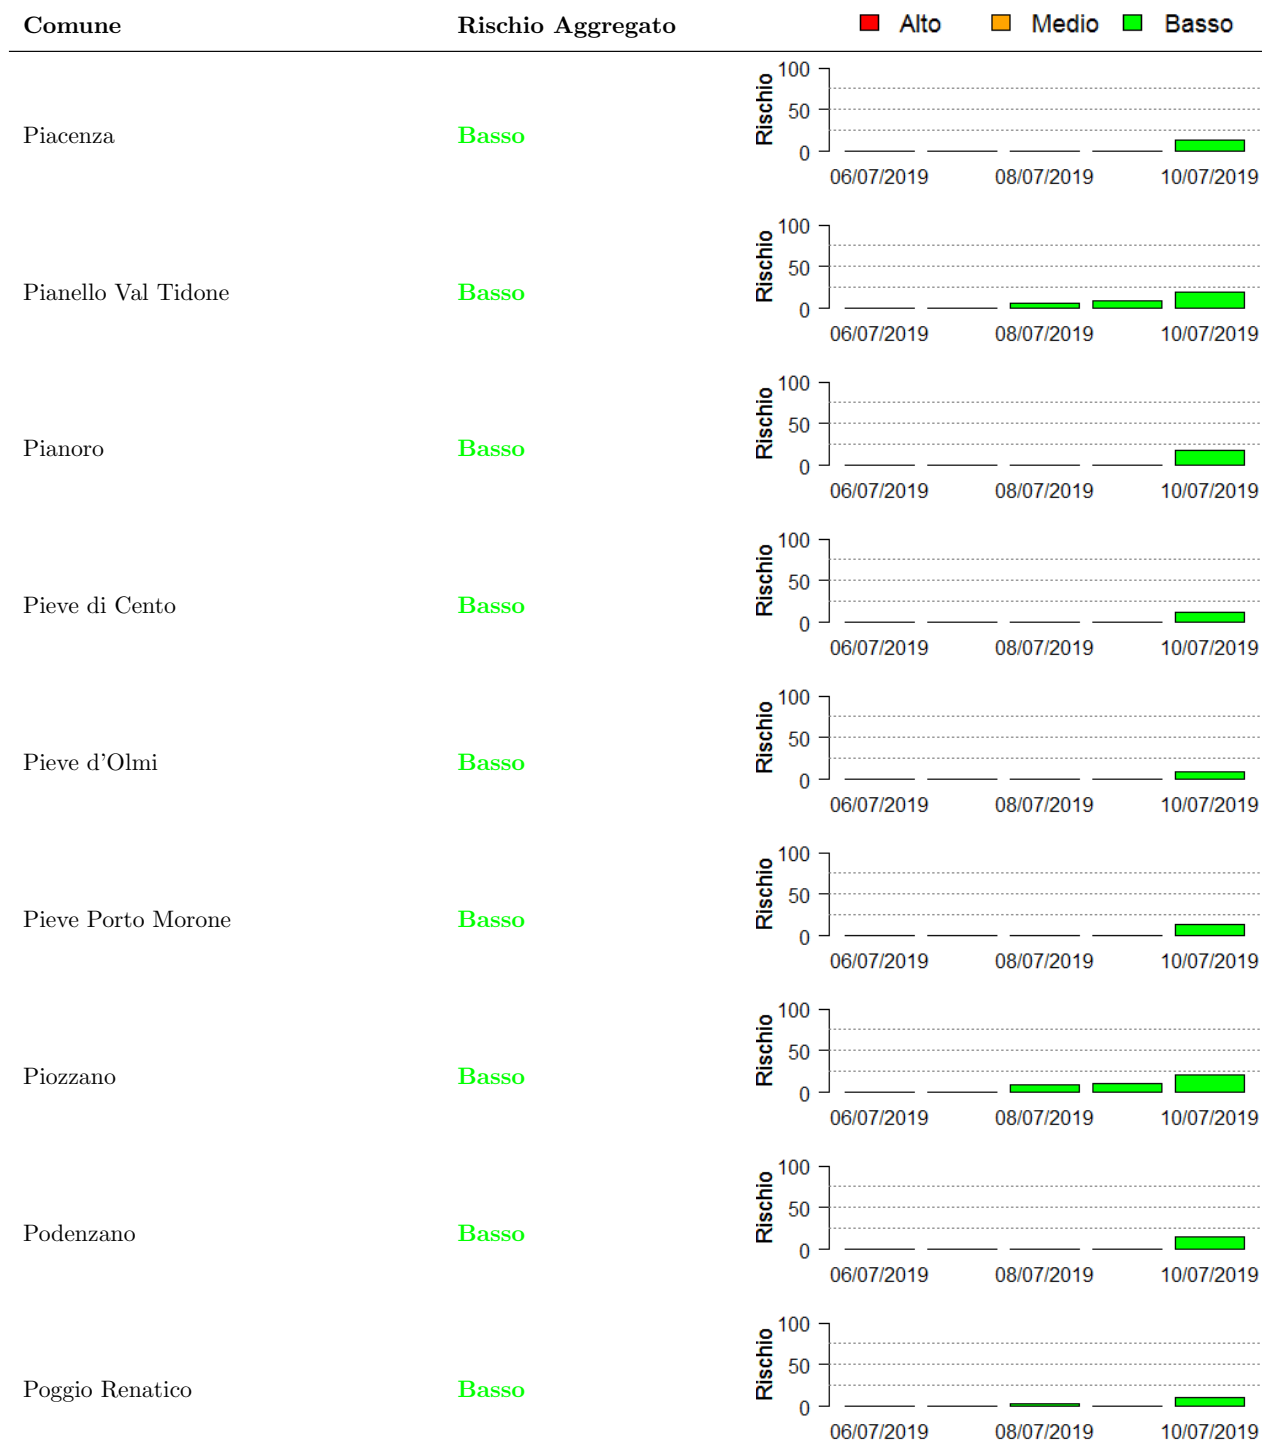 Comune Rischio Aggregato Alto Medio Basso
100
50
0
Rischio
Piacenza Basso
06/07/2019 08/07/2019 10/07/2019
100
50
0
Rischio
Pianello Val Tidone Basso
06/07/2019 08/07/2019 10/07/2019
100
50
0
Rischio
Pianoro Basso
06/07/2019 08/07/2019 10/07/2019
100
50
0
Rischio
Pieve di Cento Basso
06/07/2019 08/07/2019 10/07/2019
100
50
0
Rischio
Pieve d'Olmi Basso
06/07/2019 08/07/2019 10/07/2019
100
50
0
Rischio
Pieve Porto Morone Basso
06/07/2019 08/07/2019 10/07/2019
100
50
0
Rischio
Piozzano Basso
06/07/2019 08/07/2019 10/07/2019
100
50
0
Rischio
Podenzano Basso
06/07/2019 08/07/2019 10/07/2019
100
50
0
Rischio
Poggio Renatico Basso
06/07/2019 08/07/2019 10/07/2019